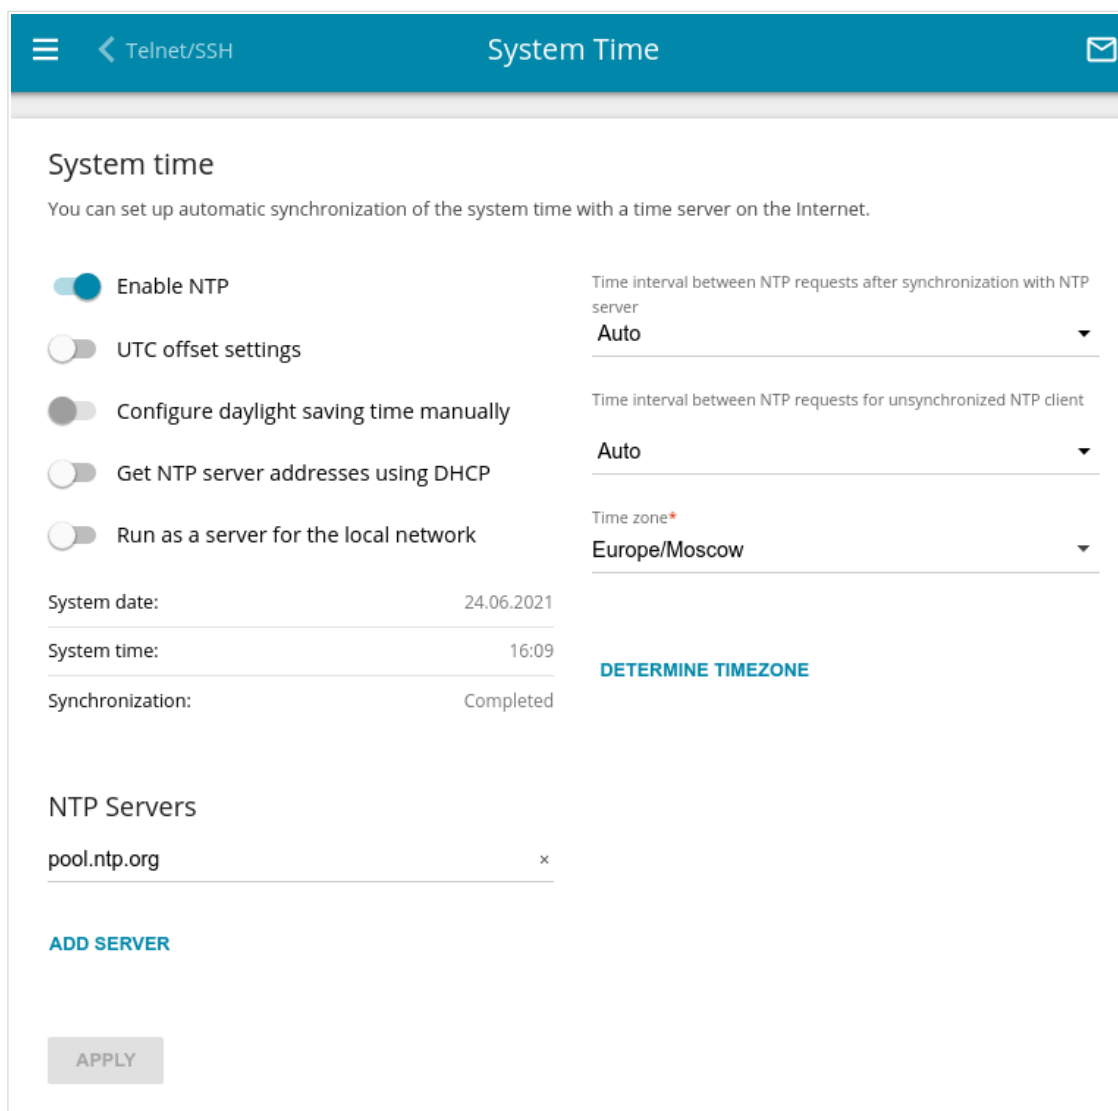 Telnet/SSH
System Time
System time
You can set up automatic synchronization of the system time with a time server on the Internet.
Enable NTP
UTC offset settings
Configure daylight saving time manually
Get NTP server addresses using DHCP
Run as a server for the local network
System date: 24.06.2021
System time: 16:09
Synchronization: Completed
NTP Servers
pool.ntp.org ×
ADD SERVER
APPLY
Time interval between NTP requests after synchronization with NTP
server
Auto
Time interval between NTP requests for unsynchronized NTP client
Auto
Time zone*
Europe/Moscow
DETERMINE TIMEZONE